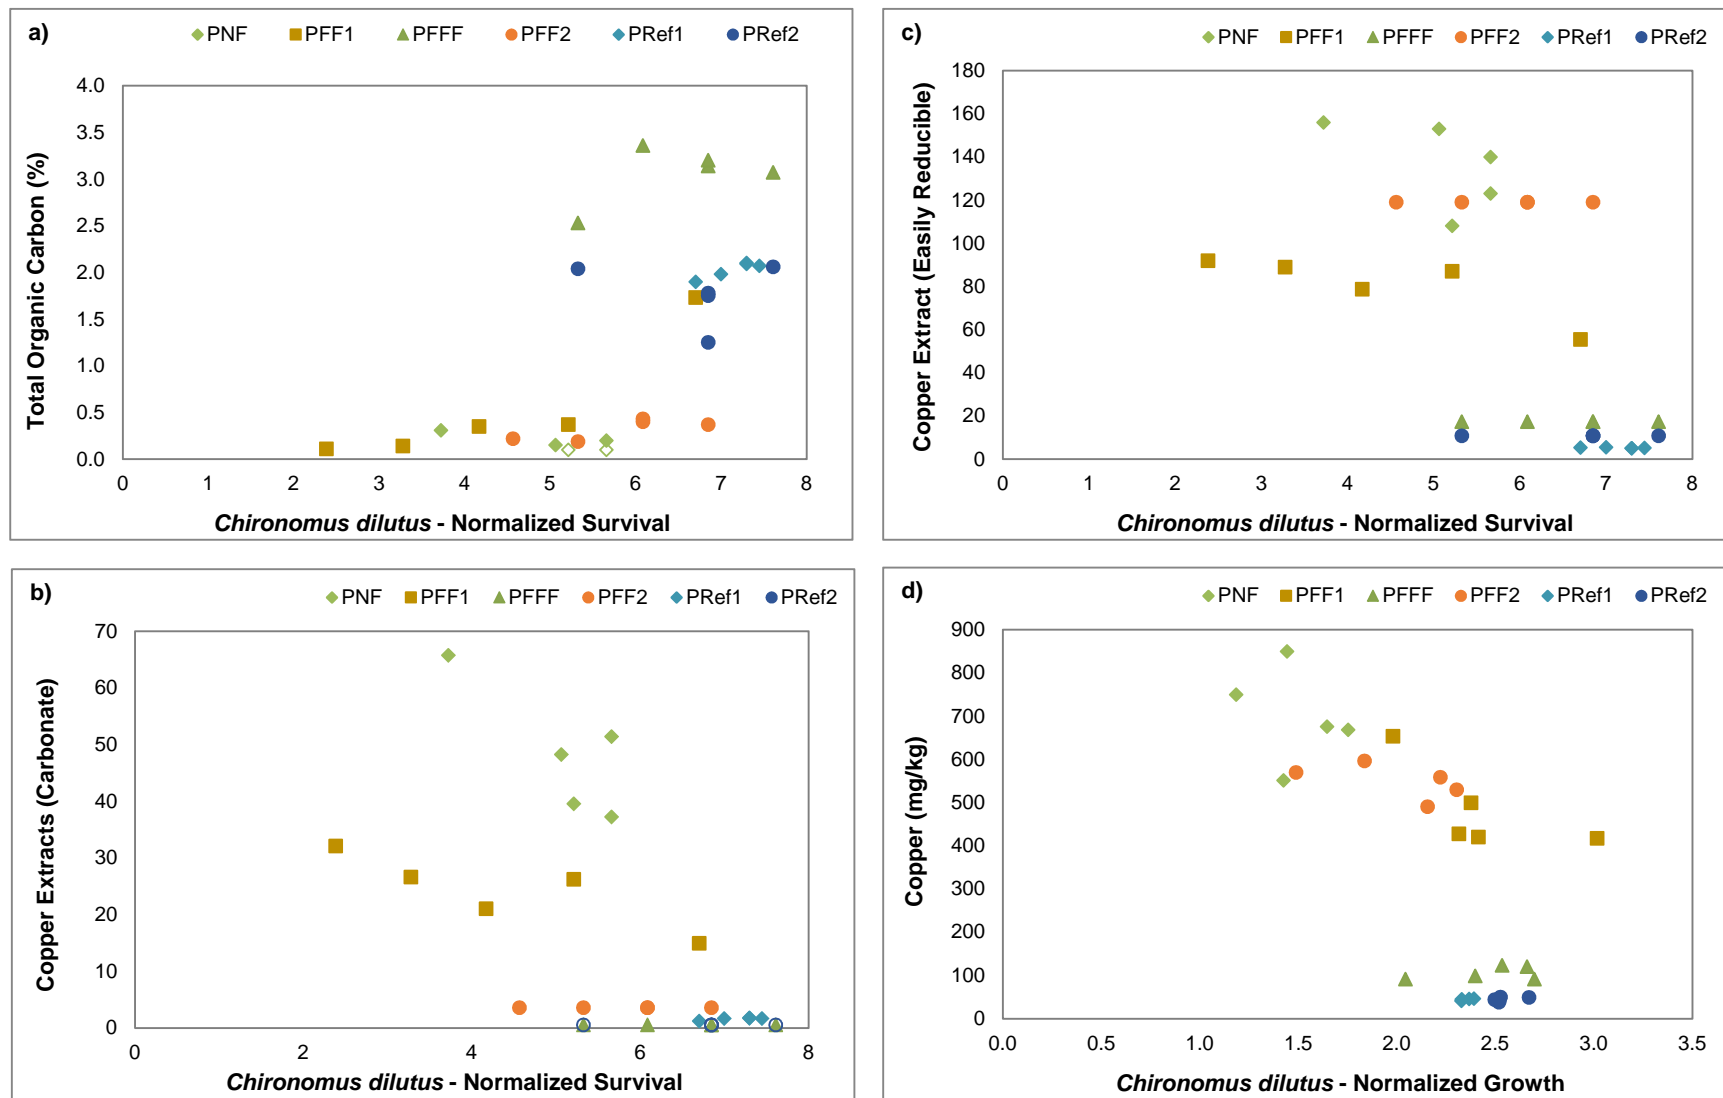 a)
PNF PFF1 PFFF PFF2 PRef1 PRef2
Total Organic Carbon (%)
4.0
3.5
3.0
2.5
2.0
1.5
1.0
0.5
0.0
0 1 2 3 4 5 6 7 8
Chironomus dilutus - Normalized Survival
c)
PNF PFF1 PFFF PFF2 PRef1 PRef2
Copper Extract (Easily Reducible)
180
160
140
120
100
80
60
40
20
0
0 1 2 3 4 5 6 7 8
Chironomus dilutus - Normalized Survival
b)
PNF PFF1 PFFF PFF2 PRef1 PRef2
Copper Extracts (Carbonate)
70
60
50
40
30
20
10
0
0 2 4 6 8
Chironomus dilutus - Normalized Survival
d)
PNF PFF1 PFFF PFF2 PRef1 PRef2
Copper (mg/kg)
900
800
700
600
500
400
300
200
100
0
0.0 0.5 1.0 1.5 2.0 2.5 3.0 3.5
Chironomus dilutus - Normalized Growth